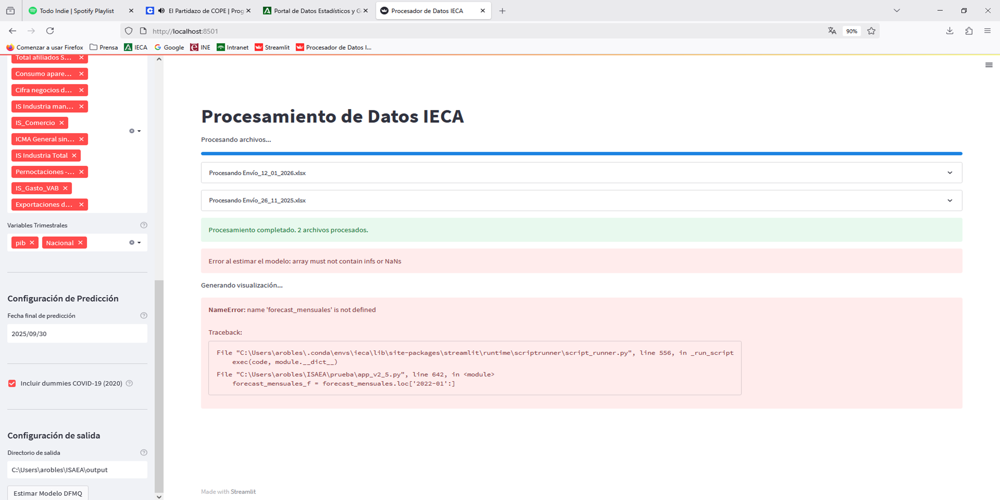 Todo Indie | Spotify Playlist
El Partidazo de COPE | Prog
Portal de Datos Estadísticos y G
Procesador de Datos IECA
http://localhost:8501
90%
Comenzar a usar Firefox
Prensa
IECA
Google
INE
Intranet
Streamlit
Procesador de Datos I...
Total afiliados S...
Consumo apare...
Cifra negocios d...
IS Industria man...
IS_Comercio
ICMA General sin...
IS Industria Total
Pernoctaciones -...
IS_Gasto_VAB
Exportaciones d...
Variables Trimestrales
pib
Nacional
Configuración de Predicción
Fecha final de predicción
2025/09/30
Incluir dummies COVID-19 (2020)
Configuración de salida
Directorio de salida
C:\Users\arobles\ISAEA\output
Estimar Modelo DFMQ
Procesamiento de Datos IECA
Procesando archivos...
Procesando Envío_12_01_2026.xlsx
Procesando Envío_26_11_2025.xlsx
Procesamiento completado. 2 archivos procesados.
Error al estimar el modelo: array must not contain infs or NaNs
Generando visualización...
NameError: name 'forecast_mensuales' is not defined
Traceback:
File "C:\Users\arobles\.conda\envs\ieca\lib\site-packages\streamlit\runtime\scriptrunner\script_runner.py", line 556, in _run_script
exec(code, module.__dict__)
File "C:\Users\arobles\ISAEA\prueba\app_v2_5.py", line 642, in <module>
forecast_mensuales_f = forecast_mensuales.loc['2022-01':]
Made with Streamlit